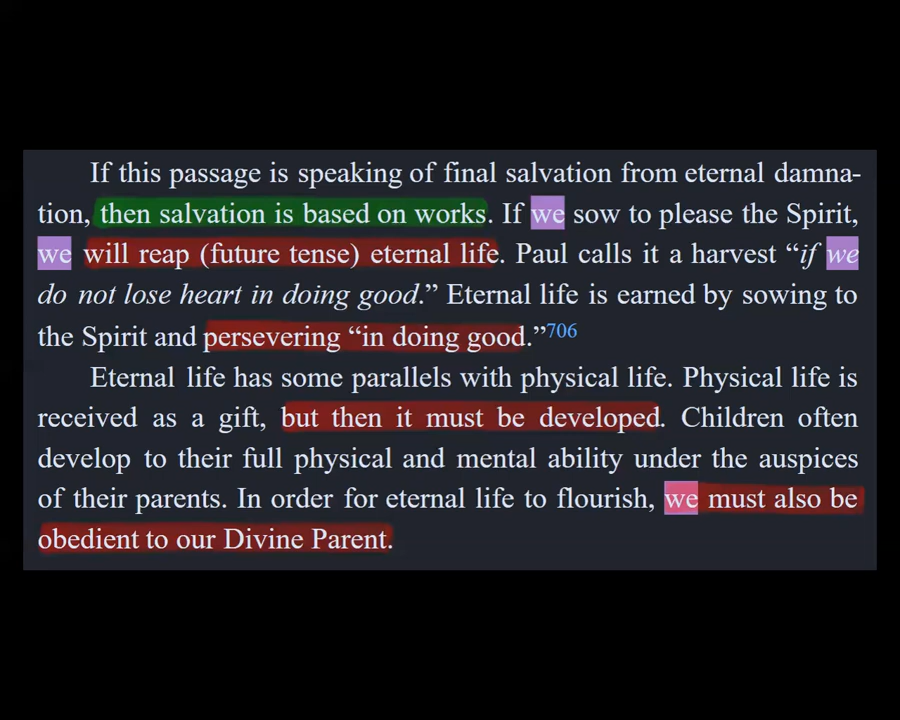 If this passage is speaking of final salvation from eternal damna-
tion, then salvation is based on works. If we sow to please the Spirit,
we will reap (future tense) eternal life. Paul calls it a harvest “if we
do not lose heart in doing good.” Eternal life is earned by sowing to
the Spirit and persevering “in doing good.”706
Eternal life has some parallels with physical life. Physical life is
received as a gift, but then it must be developed. Children often
develop to their full physical and mental ability under the auspices
of their parents. In order for eternal life to flourish, we must also be
obedient to our Divine Parent.